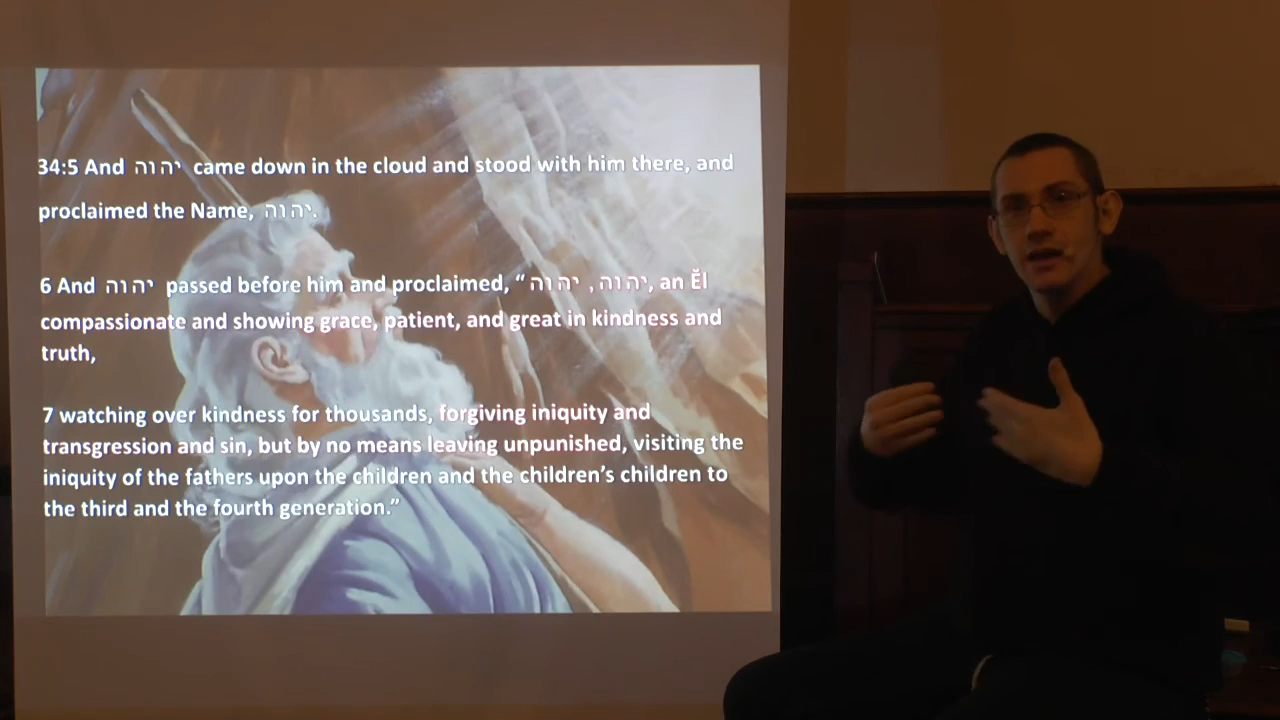 34:5 And יהוה came down in the cloud and stood with him there, and
proclaimed the Name, יהוה.
6 And יהוה passed before him and proclaimed, “ יהוה, יהוה, an Ěl
compassionate and showing grace, patient, and great in kindness and
truth,
7 watching over kindness for thousands, forgiving iniquity and
transgression and sin, but by no means leaving unpunished, visiting the
iniquity of the fathers upon the children and the children’s children to
the third and the fourth generation.”